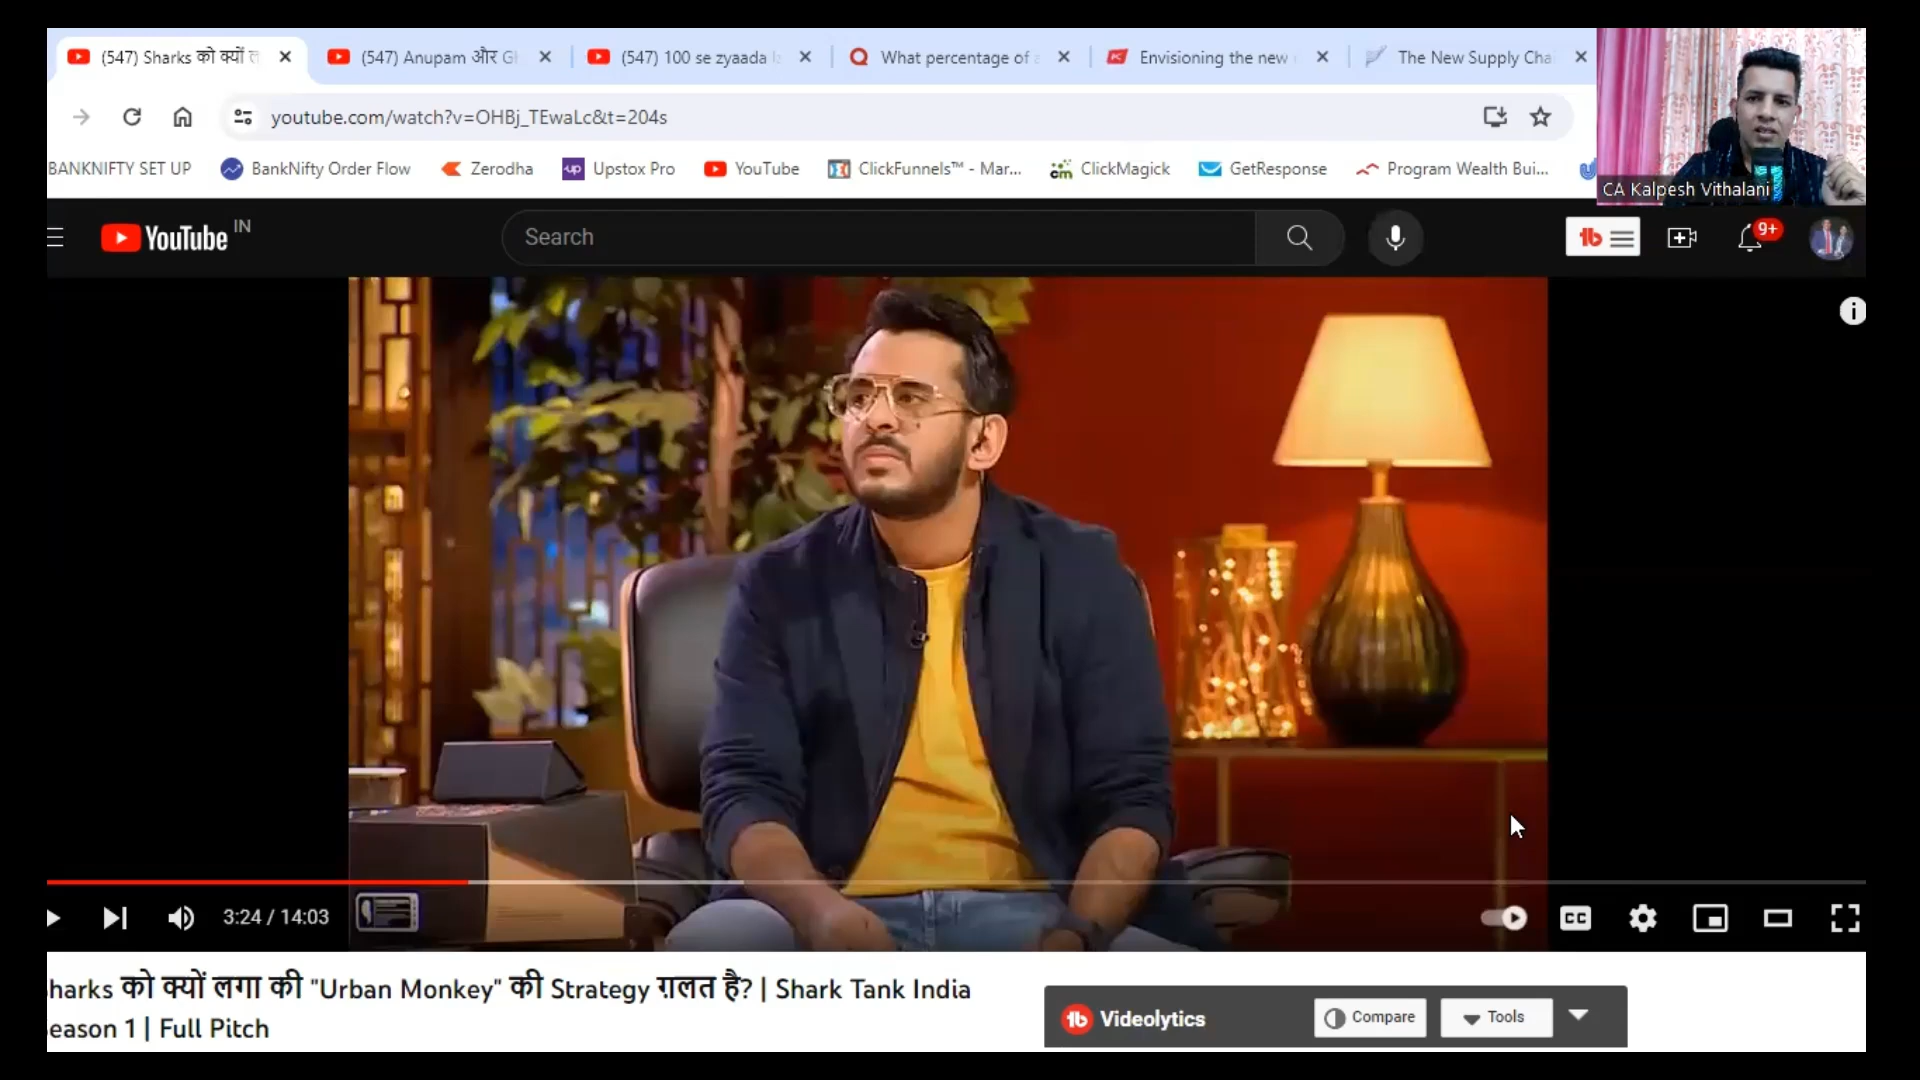 (547) Sharks को क्यों ल
(547) Anupam और G
(547) 100 se zyaada
What percentage of
Envisioning the new
The New Supply Cha
youtube.com/watch?v=OHBj_TEwaLc&t=204s
BANKNIFTY SET UP
BankNifty Order Flow
Zerodha
up
Upstox Pro
YouTube
ClickFunnels™ - Mar...
cm
ClickMagick
GetResponse
Program Wealth Bui...
CA Kalpesh Vithalani
YouTube IN
Search
9+
3:24 / 14:03
CC
harks को क्यों लगा की "Urban Monkey" की Strategy ग़लत है? | Shark Tank India
eason 1 | Full Pitch
Videolytics
Compare
Tools